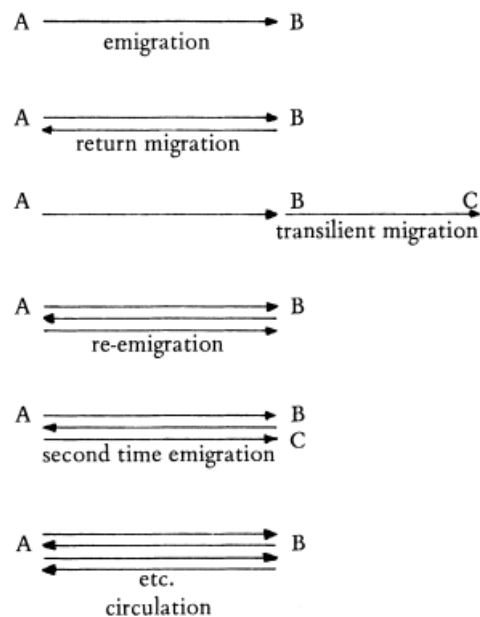 A B
emigration
A B
return migration
A B C
transilient migration
A B
re-emigration
A B
C
second time emigration
A B
etc.
circulation